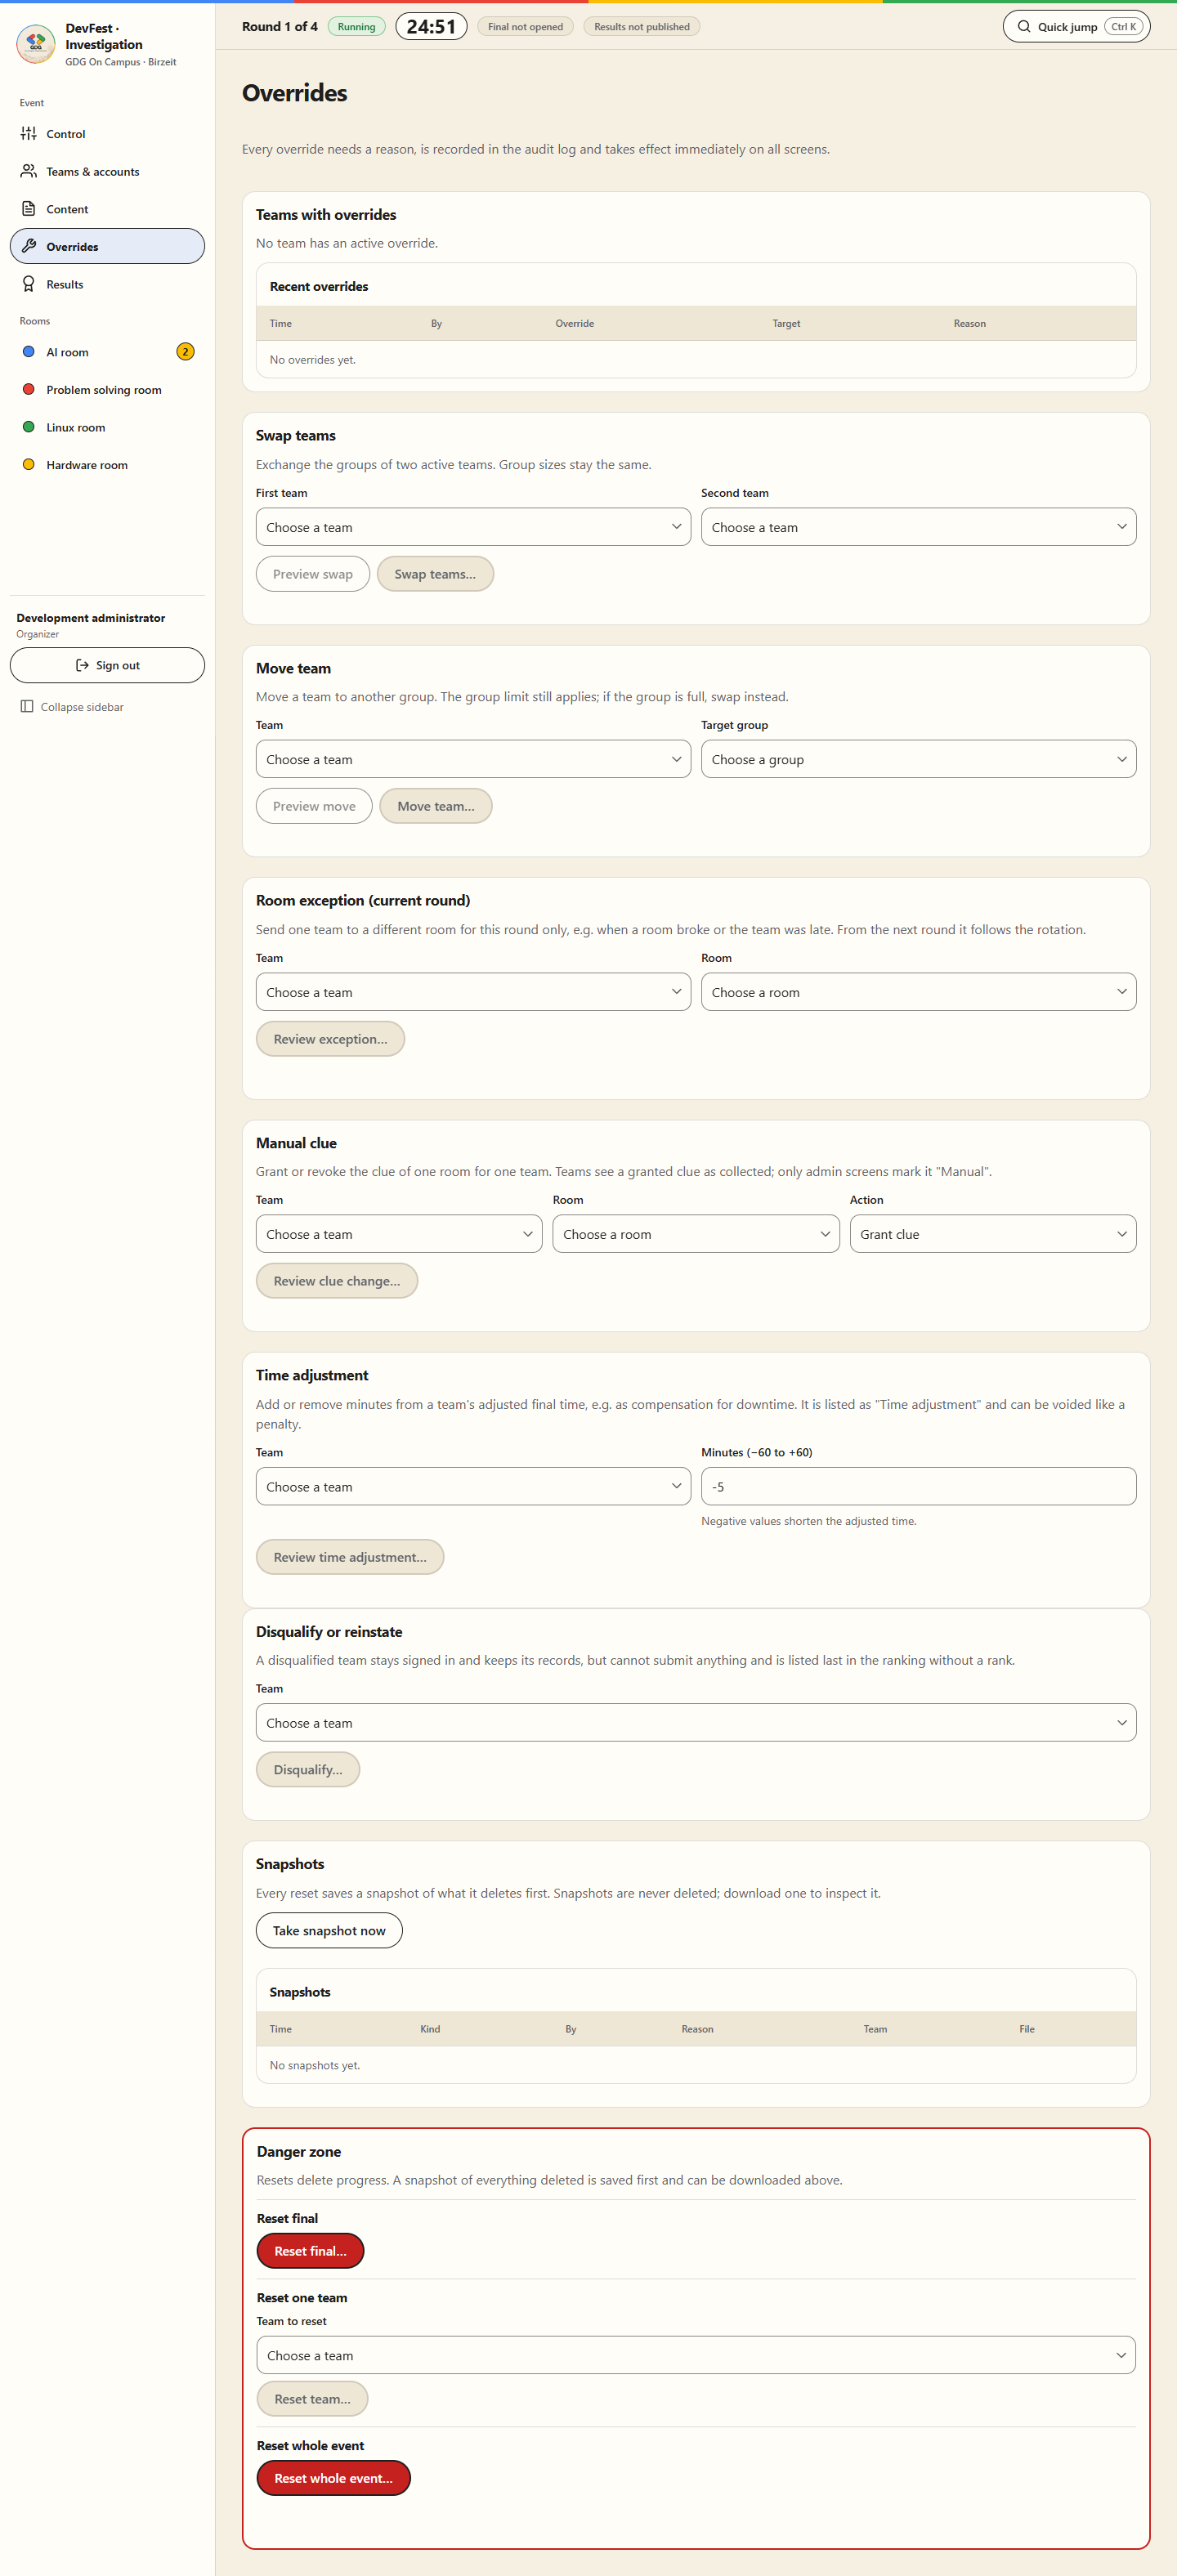 DevFest ·
Investigation
GDG On Campus · Birzeit
Event
Control
Teams & accounts
Content
Overrides
Results
Rooms
AI room 2
Problem solving room
Linux room
Hardware room
Development administrator
Organizer
Sign out
Collapse sidebar
Round 1 of 4 Running 24:51 Final not opened Results not published Quick jump Ctrl K
Overrides
Every override needs a reason, is recorded in the audit log and takes effect immediately on all screens.
Teams with overrides
No team has an active override.
Recent overrides
Time By Override Target Reason
No overrides yet.
Swap teams
Exchange the groups of two active teams. Group sizes stay the same.
First team Second team
Choose a team Choose a team
Preview swap Swap teams...
Move team
Move a team to another group. The group limit still applies; if the group is full, swap instead.
Team Target group
Choose a team Choose a group
Preview move Move team...
Room exception (current round)
Send one team to a different room for this round only, e.g. when a room broke or the team was late. From the next round it follows the rotation.
Team Room
Choose a team Choose a room
Review exception...
Manual clue
Grant or revoke the clue of one room for one team. Teams see a granted clue as collected; only admin screens mark it "Manual".
Team Room Action
Choose a team Choose a room Grant clue
Review clue change...
Time adjustment
Add or remove minutes from a team's adjusted final time, e.g. as compensation for downtime. It is listed as "Time adjustment" and can be voided like a
penalty.
Team Minutes (−60 to +60)
Choose a team -5
Negative values shorten the adjusted time.
Review time adjustment...
Disqualify or reinstate
A disqualified team stays signed in and keeps its records, but cannot submit anything and is listed last in the ranking without a rank.
Team
Choose a team
Disqualify...
Snapshots
Every reset saves a snapshot of what it deletes first. Snapshots are never deleted; download one to inspect it.
Take snapshot now
Snapshots
Time Kind By Reason Team File
No snapshots yet.
Danger zone
Resets delete progress. A snapshot of everything deleted is saved first and can be downloaded above.
Reset final
Reset final...
Reset one team
Team to reset
Choose a team
Reset team...
Reset whole event
Reset whole event...